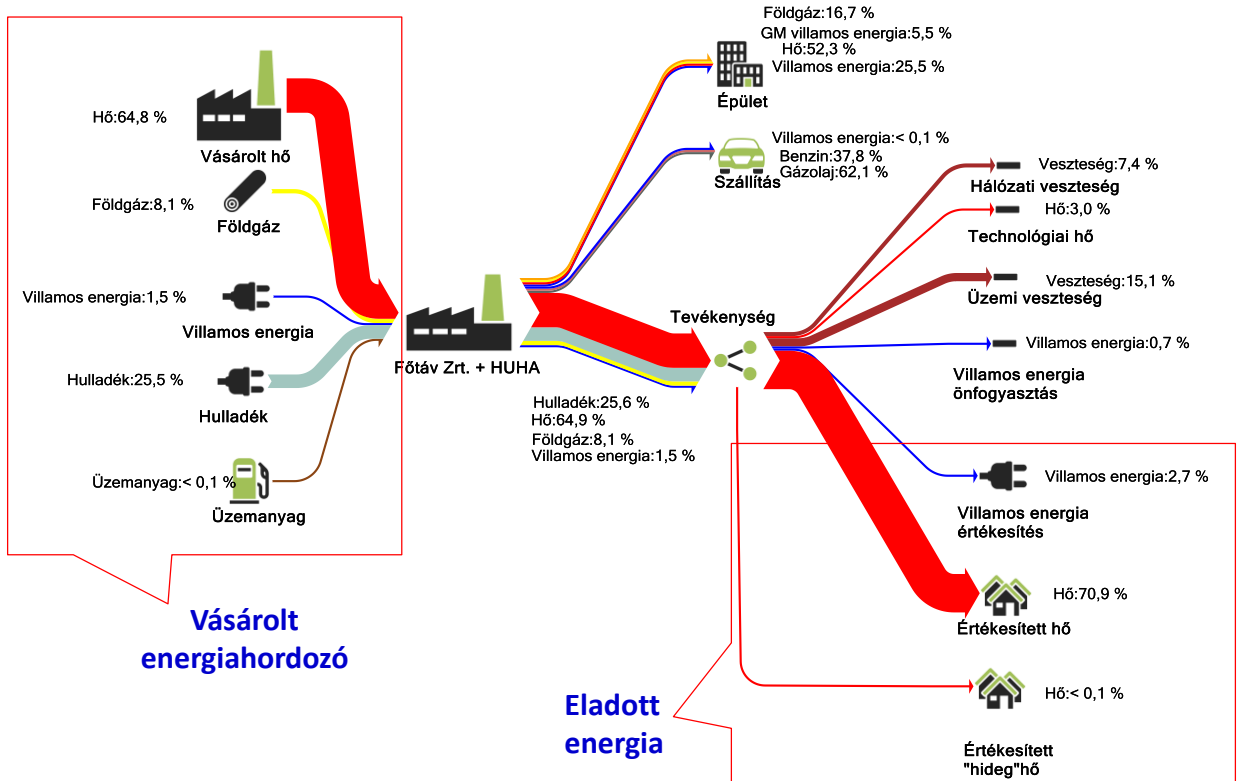 Hő:64,8 %
Vásárolt hő
Földgáz:8,1 %
Földgáz
Villamos energia:1,5 %
Villamos energia
Hulladék:25,5 %
Hulladék
Üzemanyag:< 0,1 %
Üzemanyag
Vásárolt
energiahordozó
Főtáv Zrt. + HUHA
Földgáz:16,7 %
GM villamos energia:5,5 %
Hő:52,3 %
Villamos energia:25,5 %
Épület
Villamos energia:< 0,1 %
Benzin:37,8 %
Gázolaj:62,1 %
Szállítás
Hulladék:25,6 %
Hő:64,9 %
Földgáz:8,1 %
Villamos energia:1,5 %
Tevékenység
Veszteség:7,4 %
Hálózati veszteség
Hő:3,0 %
Technológiai hő
Veszteség:15,1 %
Üzemi veszteség
Villamos energia:0,7 %
Villamos energia
önfogyasztás
Villamos energia:2,7 %
Villamos energia
értékesítés
Hő:70,9 %
Értékesített hő
Hő:< 0,1 %
Értékesített
"hideg"hő
Eladott
energia